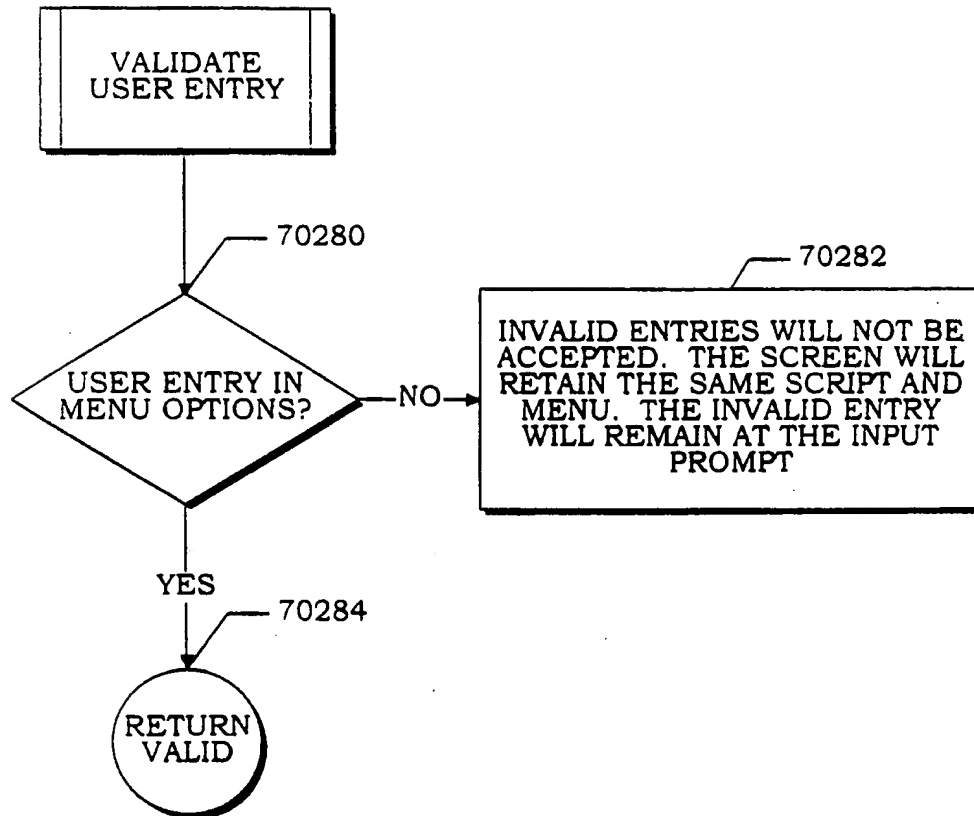 VALIDATE
USER ENTRY
70280
USER ENTRY IN
MENU OPTIONS?
NO
70282
INVALID ENTRIES WILL NOT BE
ACCEPTED. THE SCREEN WILL
RETAIN THE SAME SCRIPT AND
MENU. THE INVALID ENTRY
WILL REMAIN AT THE INPUT
PROMPT
YES
70284
RETURN
VALID